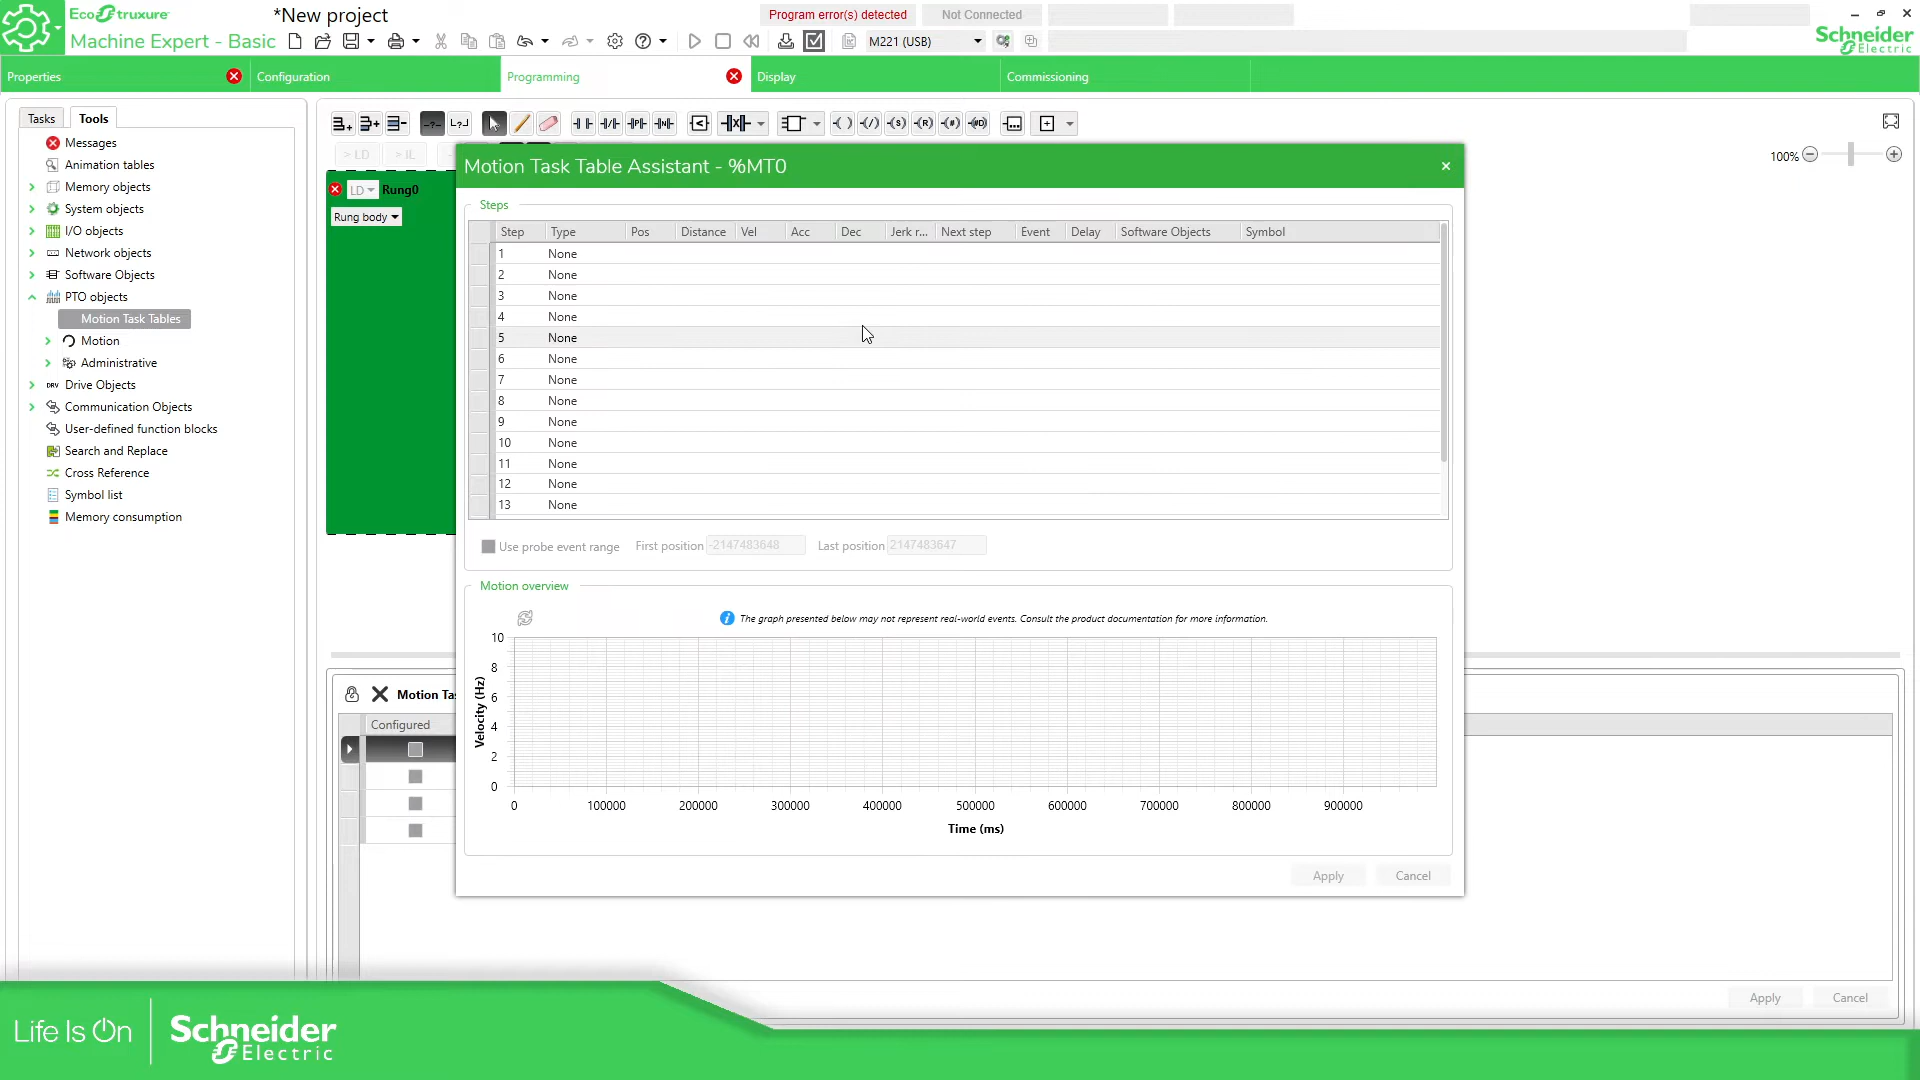 EcoStruxure
*New project
Program error(s) detected
Not Connected
Machine Expert - Basic
M221 (USB)
Schneider
Electric
Properties
Configuration
Programming
Display
Commissioning
Tasks
Tools
Messages
Animation tables
Memory objects
System objects
I/O objects
Network objects
Software Objects
PTO objects
Motion Task Tables
Motion
Administrative
Drive Objects
Communication Objects
User-defined function blocks
Search and Replace
Cross Reference
Symbol list
Memory consumption
> LD
> IL
100%
LD
Rung0
Rung body
Motion Task Table Assistant - %MT0
Steps
Step Type Pos Distance Vel Acc Dec Jerk r... Next step Event Delay Software Objects Symbol
1 None
2 None
3 None
4 None
5 None
6 None
7 None
8 None
9 None
10 None
11 None
12 None
13 None
Use probe event range First position -2147483648 Last position 2147483647
Motion overview
The graph presented below may not represent real-world events. Consult the product documentation for more information.
10
8
6
4
2
0
Velocity (Hz)
0 100000 200000 300000 400000 500000 600000 700000 800000 900000
Time (ms)
Apply Cancel
Motion Ta
Configured
Apply Cancel
Life Is On
Schneider
Electric